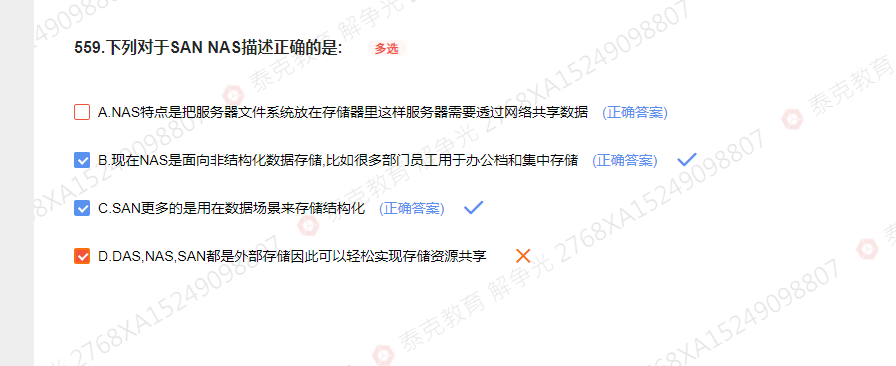 559.下列对于SAN NAS描述正确的是: 多选
A.NAS特点是把服务器文件系统放在存储器里这样服务器需要透过网络共享数据 (正确答案)
B.现在NAS是面向非结构化数据存储,比如很多部门员工用于办公档和集中存储 (正确答案)
C.SAN更多的是用在数据场景来存储结构化 (正确答案)
D.DAS,NAS,SAN都是外部存储因此可以轻松实现存储资源共享
泰克教育 解争光 2768XA15249098807